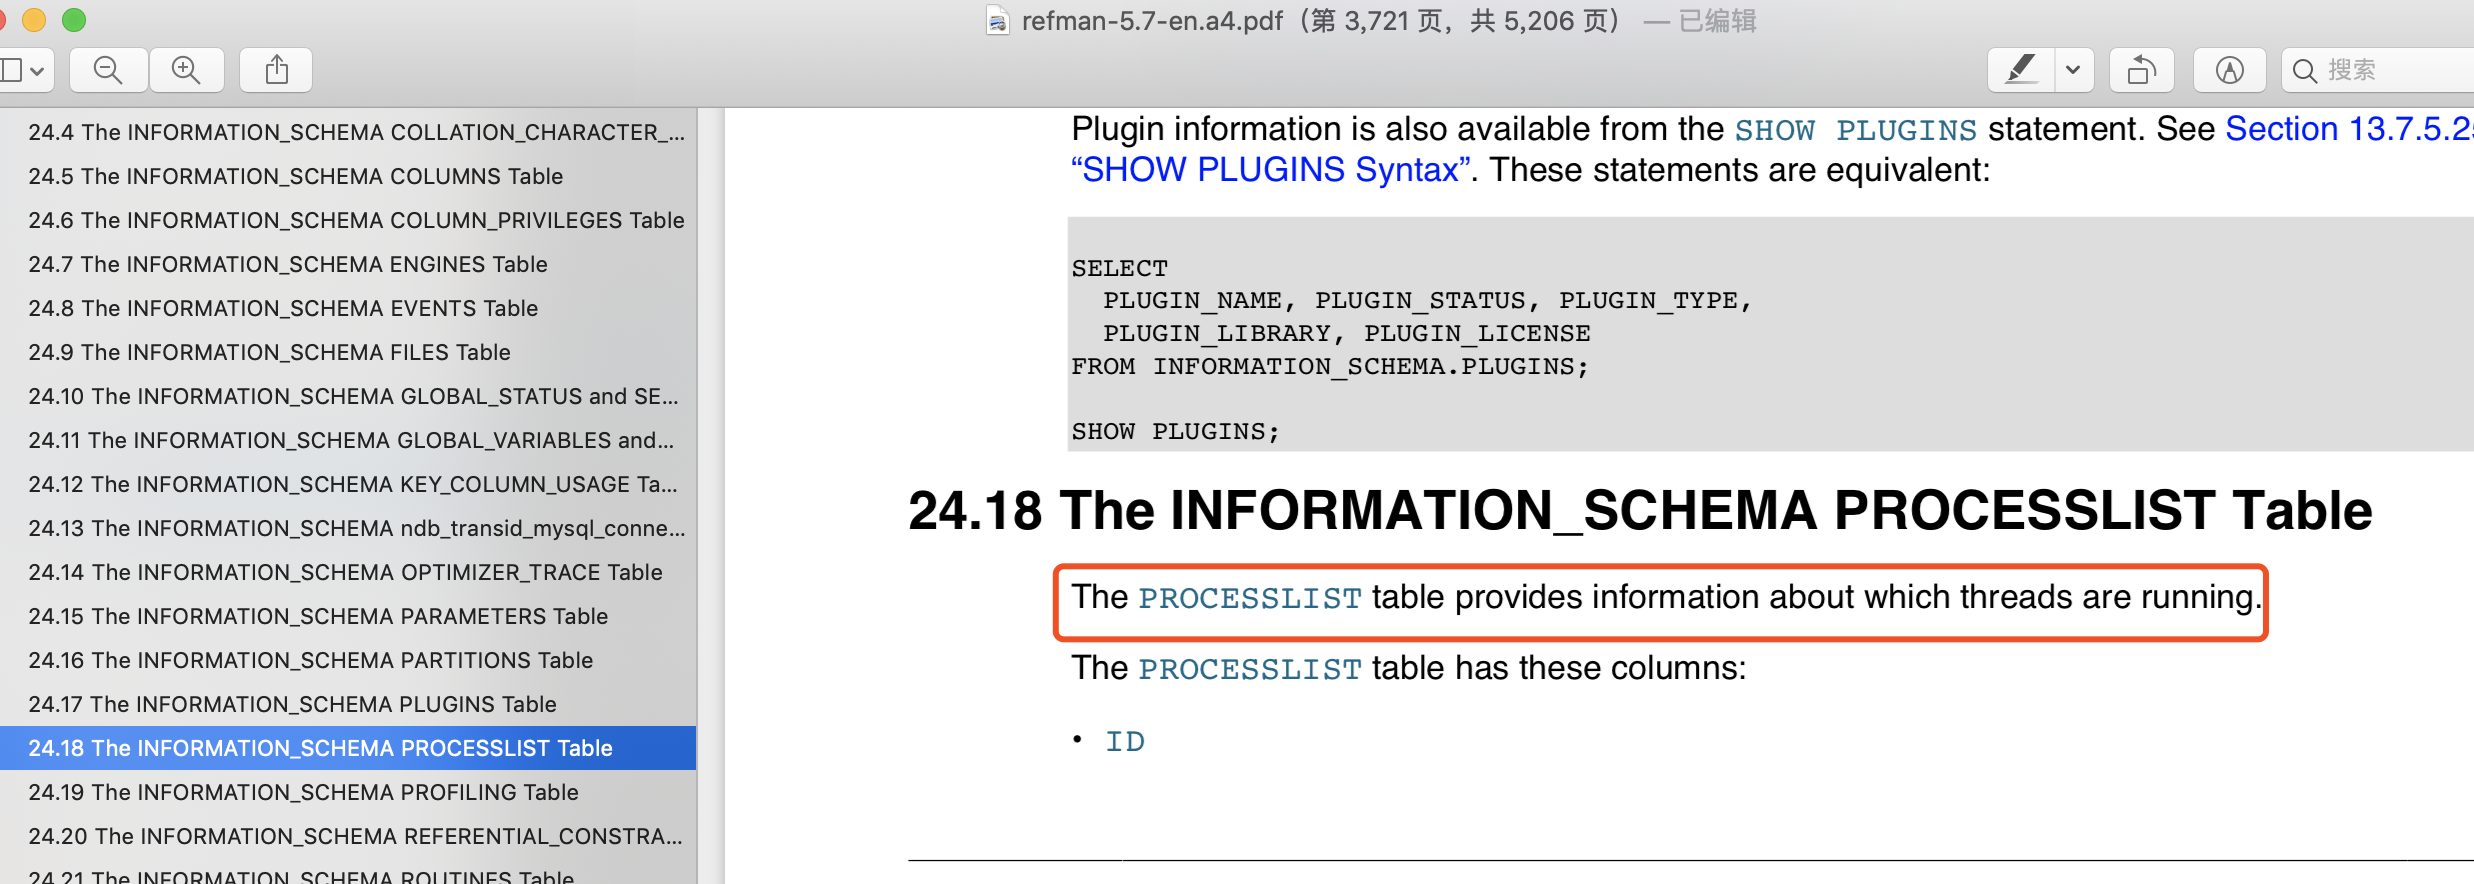 refman-5.7-en.a4.pdf（第 3,721 页，共 5,206 页） — 已编辑
搜索
24.4 The INFORMATION_SCHEMA COLLATION_CHARACTER_...
24.5 The INFORMATION_SCHEMA COLUMNS Table
24.6 The INFORMATION_SCHEMA COLUMN_PRIVILEGES Table
24.7 The INFORMATION_SCHEMA ENGINES Table
24.8 The INFORMATION_SCHEMA EVENTS Table
24.9 The INFORMATION_SCHEMA FILES Table
24.10 The INFORMATION_SCHEMA GLOBAL_STATUS and SE...
24.11 The INFORMATION_SCHEMA GLOBAL_VARIABLES and...
24.12 The INFORMATION_SCHEMA KEY_COLUMN_USAGE Ta...
24.13 The INFORMATION_SCHEMA ndb_transid_mysql_conne...
24.14 The INFORMATION_SCHEMA OPTIMIZER_TRACE Table
24.15 The INFORMATION_SCHEMA PARAMETERS Table
24.16 The INFORMATION_SCHEMA PARTITIONS Table
24.17 The INFORMATION_SCHEMA PLUGINS Table
24.18 The INFORMATION_SCHEMA PROCESSLIST Table
24.19 The INFORMATION_SCHEMA PROFILING Table
24.20 The INFORMATION_SCHEMA REFERENTIAL_CONSTRA...
24.21 The INFORMATION_SCHEMA ROUTINES Table
Plugin information is also available from the SHOW PLUGINS statement. See Section 13.7.5.25
“SHOW PLUGINS Syntax”. These statements are equivalent:
SELECT
PLUGIN_NAME, PLUGIN_STATUS, PLUGIN_TYPE,
PLUGIN_LIBRARY, PLUGIN_LICENSE
FROM INFORMATION_SCHEMA.PLUGINS;
SHOW PLUGINS;
24.18 The INFORMATION_SCHEMA PROCESSLIST Table
The PROCESSLIST table provides information about which threads are running.
The PROCESSLIST table has these columns:
• ID